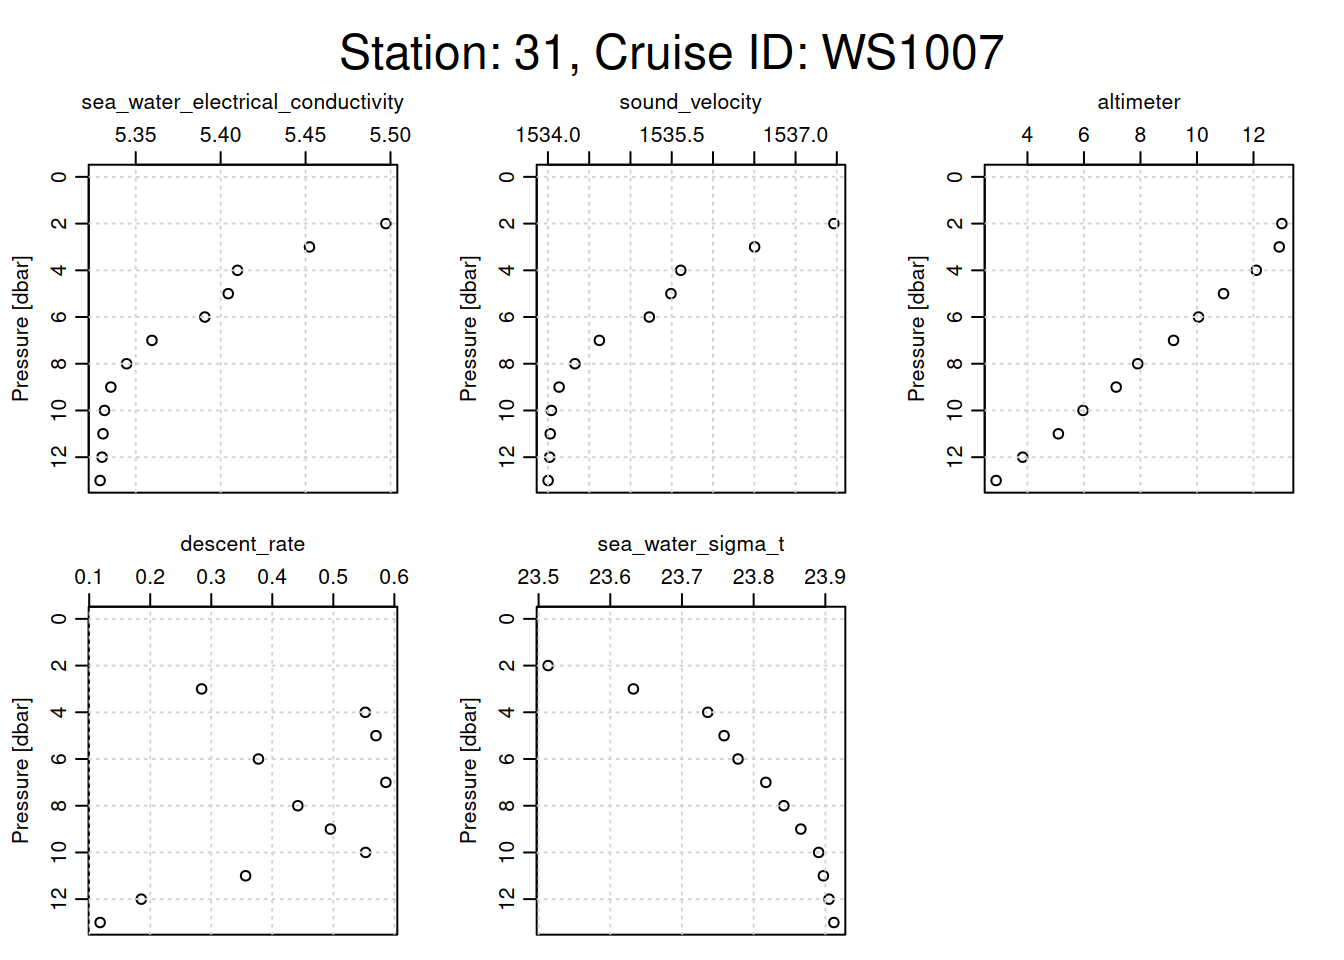 Station: 31, Cruise ID: WS1007
sea_water_electrical_conductivity
5.35 5.40 5.45 5.50
Pressure [dbar]
0
2
4
6
8
10
12
sound_velocity
1534.0 1535.5 1537.0
Pressure [dbar]
0
2
4
6
8
10
12
altimeter
4 6 8 10 12
Pressure [dbar]
0
2
4
6
8
10
12
descent_rate
0.1 0.2 0.3 0.4 0.5 0.6
Pressure [dbar]
0
2
4
6
8
10
12
sea_water_sigma_t
23.5 23.6 23.7 23.8 23.9
Pressure [dbar]
0
2
4
6
8
10
12